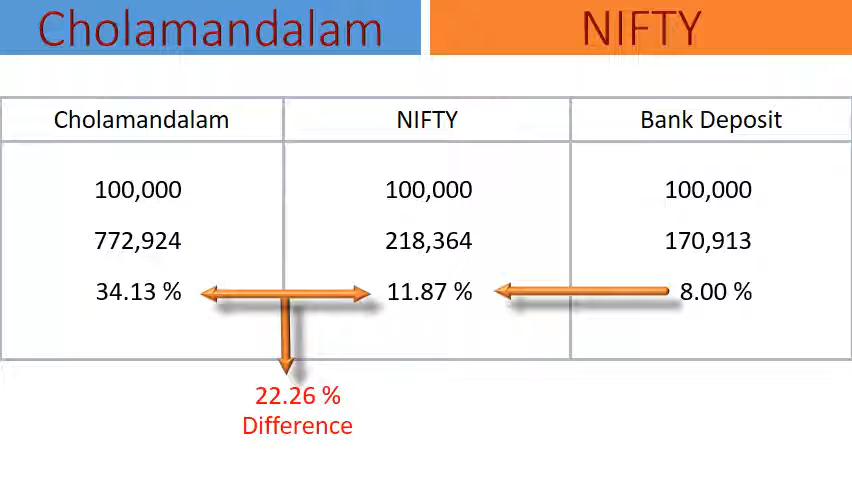 Cholamandalam NIFTY
Cholamandalam NIFTY Bank Deposit
100,000 100,000 100,000
772,924 218,364 170,913
34.13 % 11.87 % 8.00 %
22.26 %
Difference